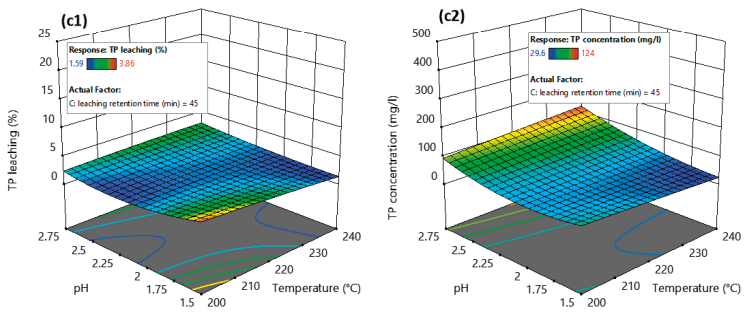 (c1)
25
20
15
10
5
0
TP leaching (%)
Response: TP leaching (%)
1.59 3.86
Actual Factor:
C: leaching retention time (min) = 45
2.75
2.5
2.25
2
1.75
1.5
pH
200
210
220
230
240
Temperature (°C)
(c2)
500
400
300
200
100
0
TP concentration (mg/l)
Response: TP concentration (mg/l)
29.6 124
Actual Factor:
C: leaching retention time (min) = 45
2.75
2.5
2.25
2
1.75
1.5
pH
200
210
220
230
240
Temperature (°C)